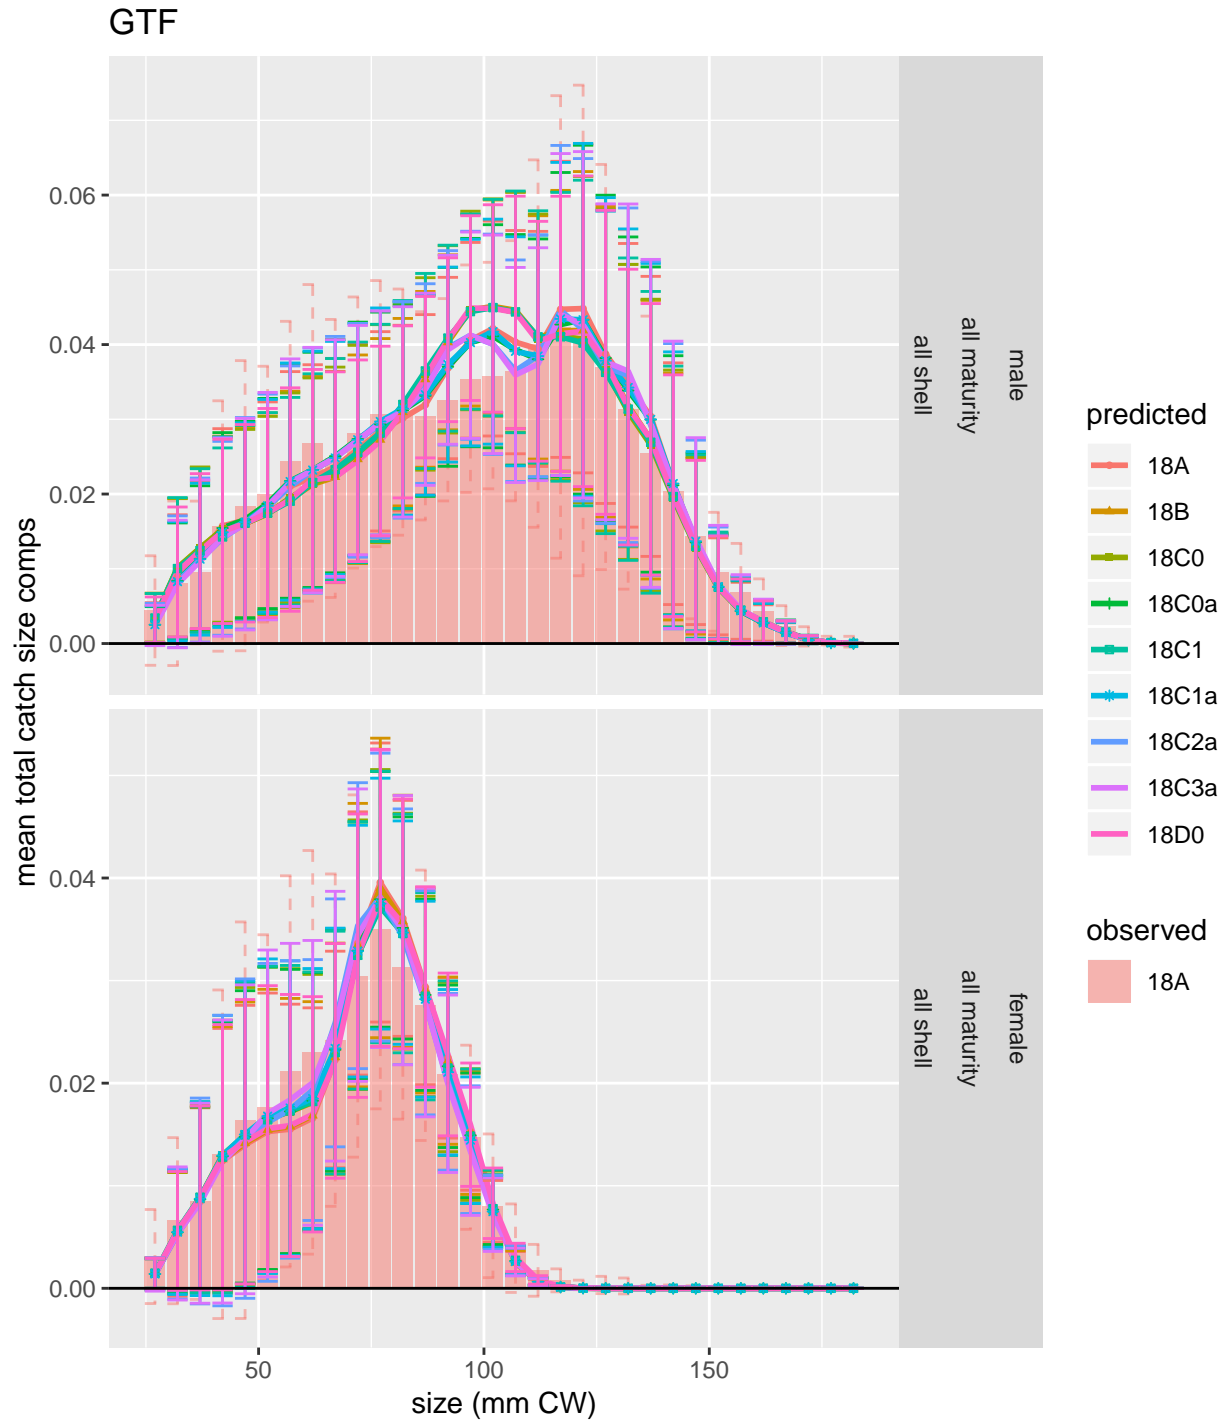 GTF
mean total catch size comps
0.06
0.04
0.02
0.00
male
all maturity
all shell
0.04
0.02
0.00
female
all maturity
all shell
50
100
150
size (mm CW)
predicted
18A
18B
18C0
18C0a
18C1
18C1a
18C2a
18C3a
18D0
observed
18A